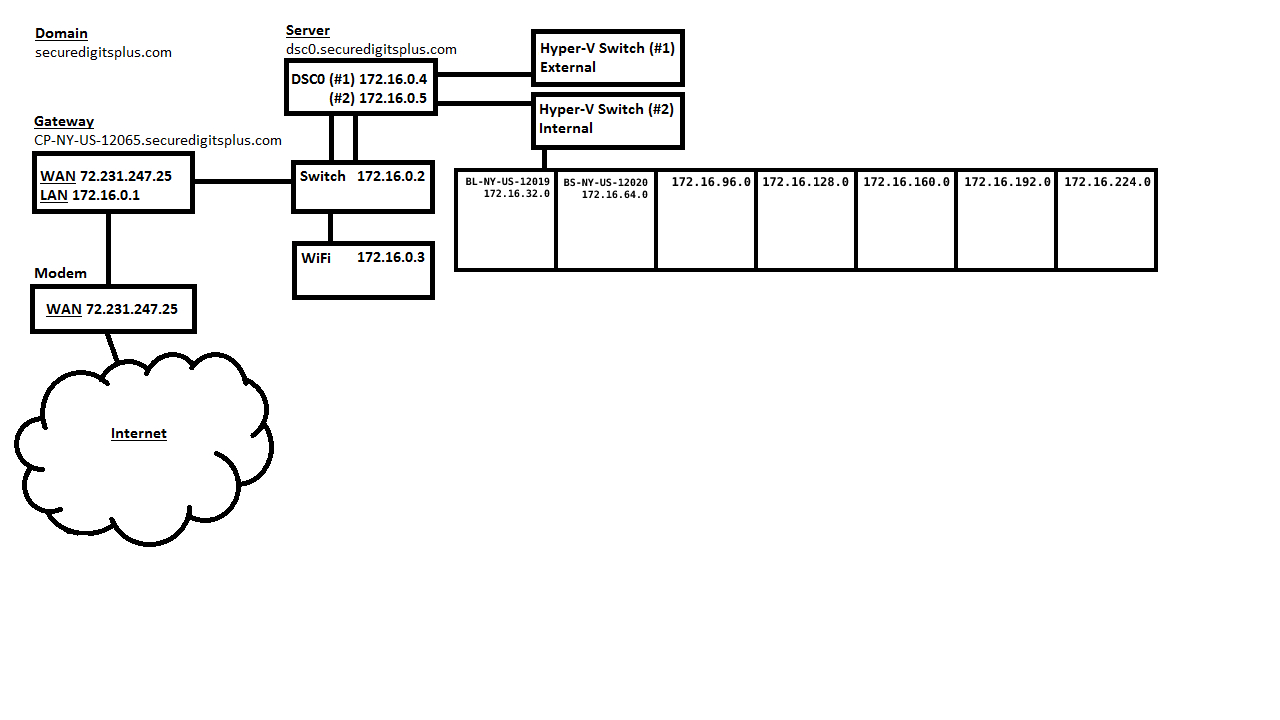 Domain
securedigitsplus.com
Server
dsc0.securedigitsplus.com
DSC0 (#1) 172.16.0.4
(#2) 172.16.0.5
Hyper-V Switch (#1)
External
Hyper-V Switch (#2)
Internal
Gateway
CP-NY-US-12065.securedigitsplus.com
WAN 72.231.247.25
LAN 172.16.0.1
Switch 172.16.0.2
WiFi 172.16.0.3
BL-NY-US-12019
172.16.32.0
BS-NY-US-12020
172.16.64.0
172.16.96.0
172.16.128.0
172.16.160.0
172.16.192.0
172.16.224.0
Modem
WAN 72.231.247.25
Internet